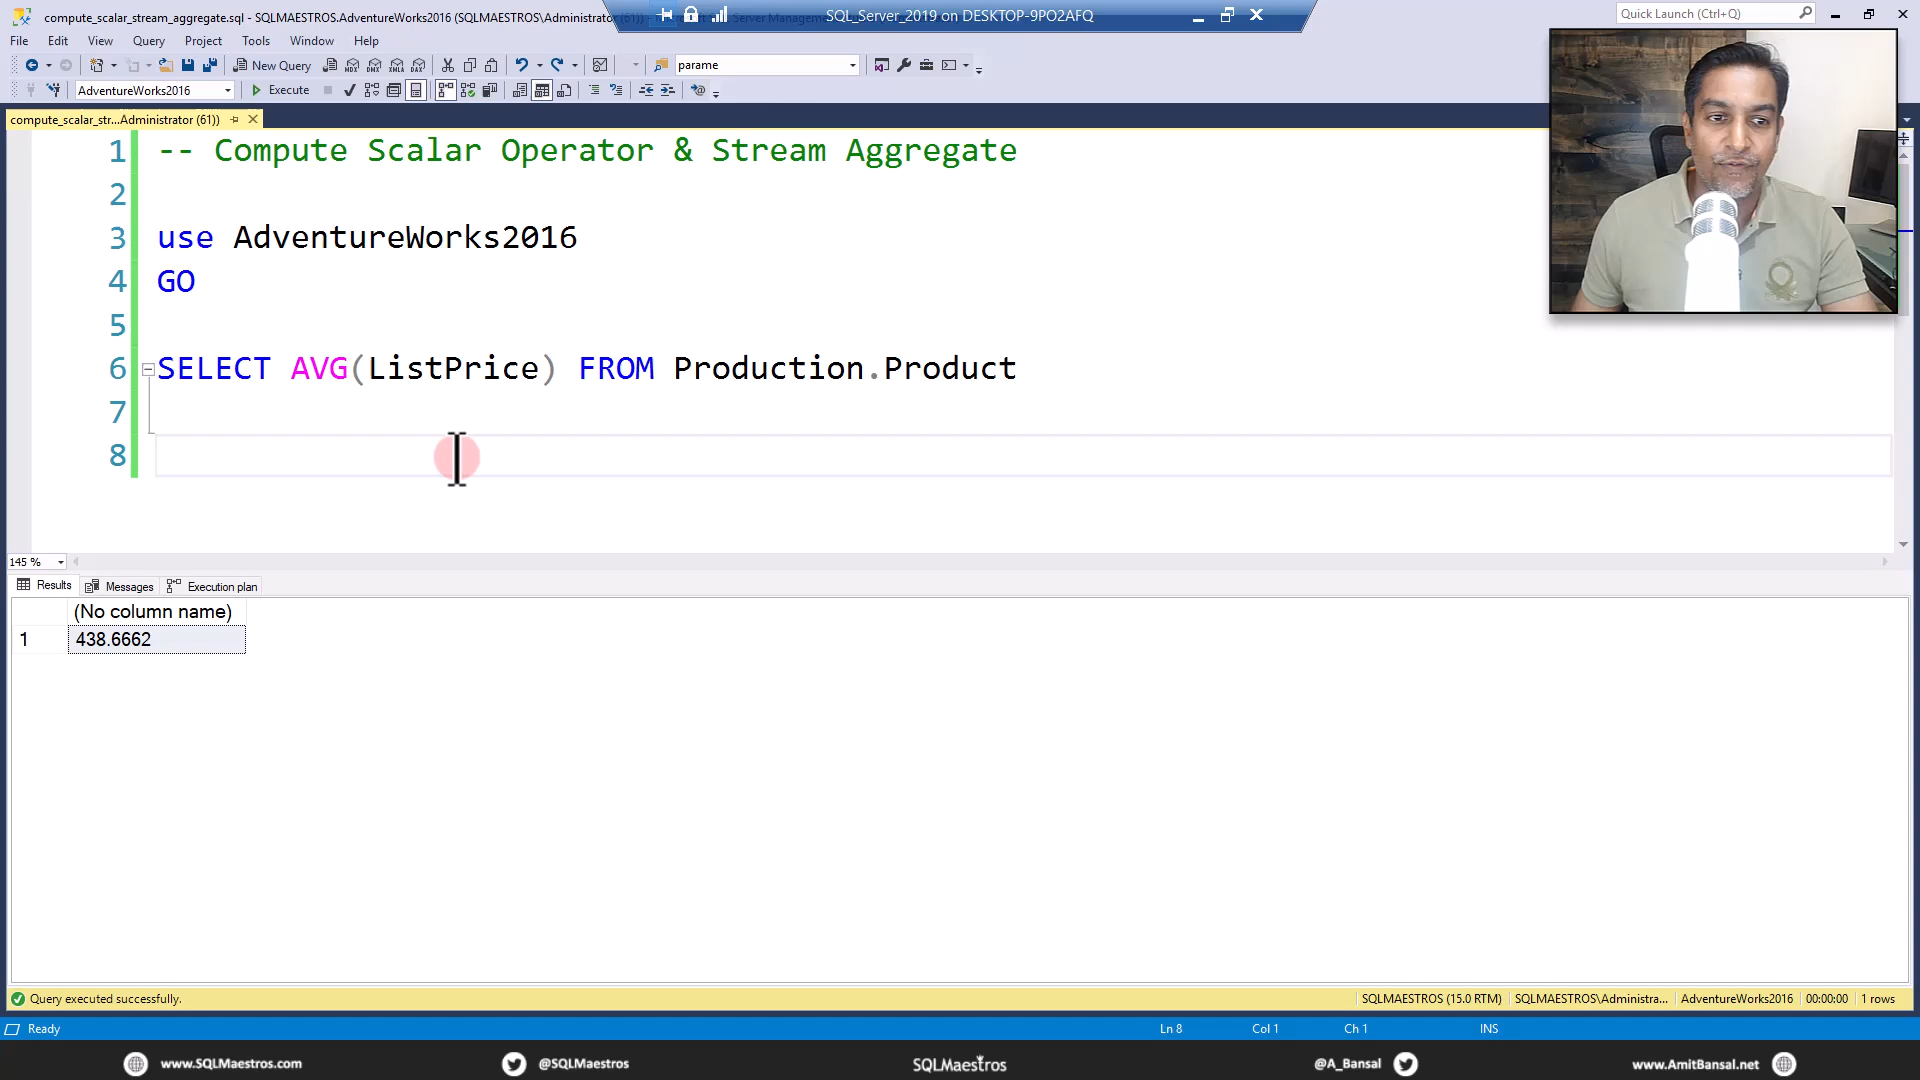 compute_scalar_stream_aggregate.sql - SQLMAESTROS.AdventureWorks2016 (SQLMAESTROS\Administrator (61))
SQL_Server_2019 on DESKTOP-9PO2AFQ
Quick Launch (Ctrl+Q)
File Edit View Query Project Tools Window Help
New Query
parame
AdventureWorks2016
Execute
compute_scalar_str...Administrator (61))
1 -- Compute Scalar Operator & Stream Aggregate
2
3 use AdventureWorks2016
4 GO
5
6 SELECT AVG(ListPrice) FROM Production.Product
7
8
145 %
Results Messages Execution plan
(No column name)
1 438.6662
Query executed successfully. SQLMAESTROS (15.0 RTM) SQLMAESTROS\Administra... AdventureWorks2016 00:00:00 1 rows
Ready Ln 8 Col 1 Ch 1 INS
www.SQLMaestros.com @SQLMaestros SQLMaestros @A_Bansal www.AmitBansal.net